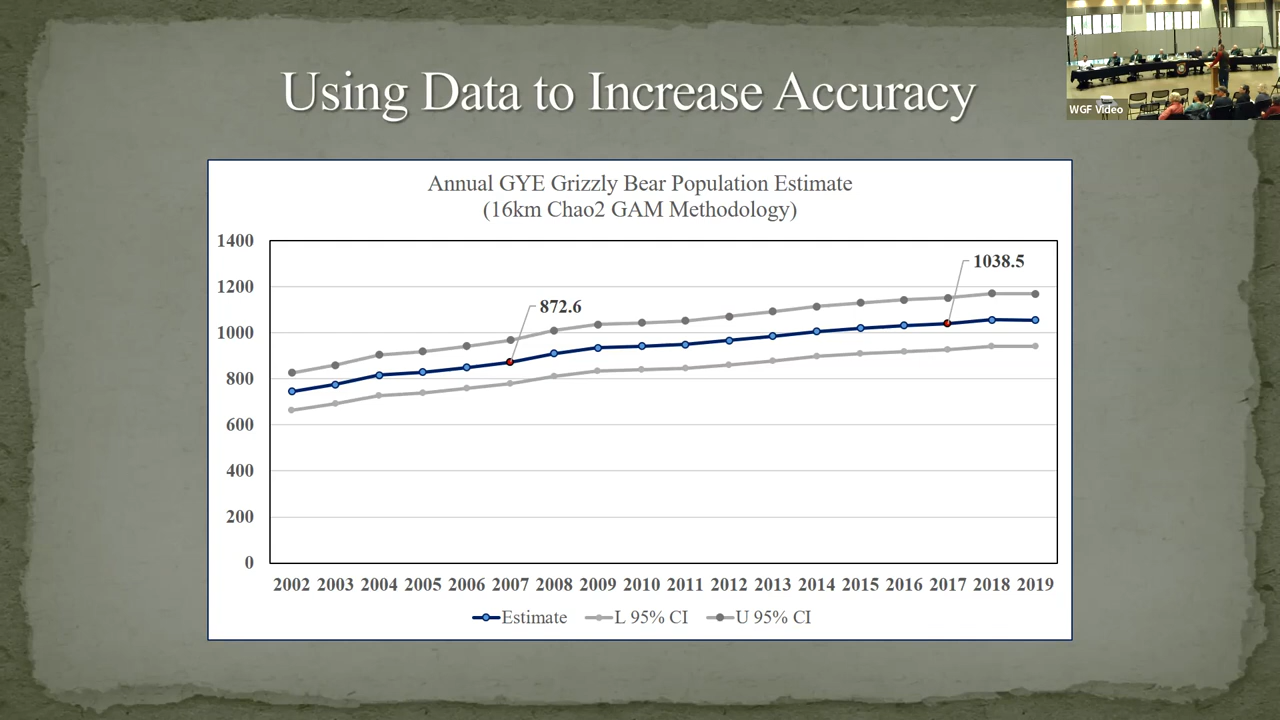 Using Data to Increase Accuracy
WGF Video
Annual GYE Grizzly Bear Population Estimate
(16km Chao2 GAM Methodology)
1400
1200
1000
800
600
400
200
0
872.6
1038.5
2002 2003 2004 2005 2006 2007 2008 2009 2010 2011 2012 2013 2014 2015 2016 2017 2018 2019
Estimate L 95% CI U 95% CI